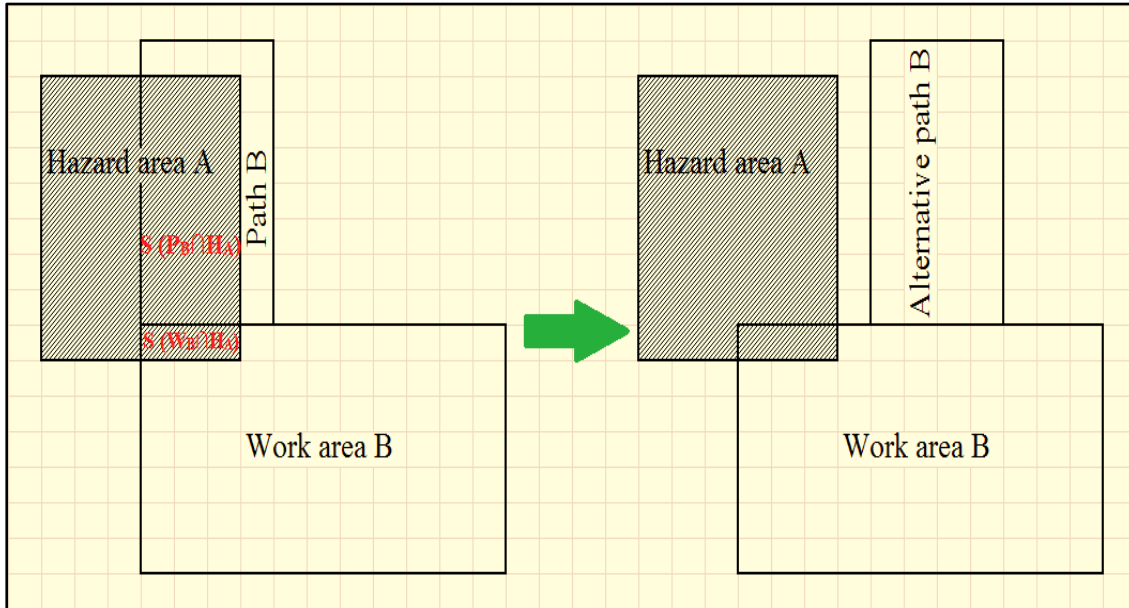 Hazard area A
Path B
S (PB∩HA)
S (WB∩HA)
Work area B
Hazard area A
Alternative path B
Work area B